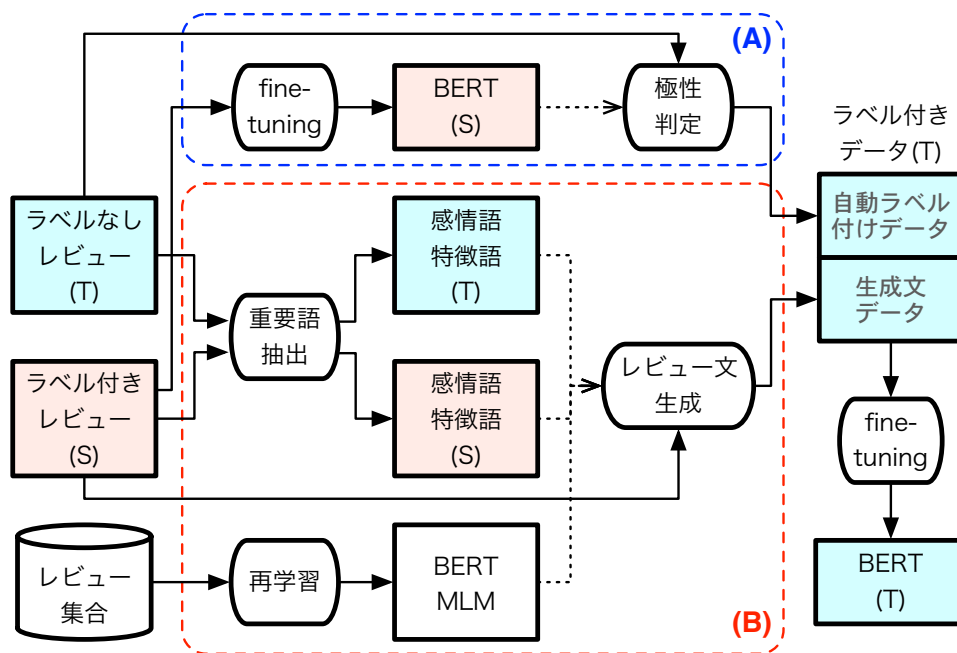 (A)
fine-
tuning
BERT
(S)
極性
判定
ラベル付き
データ(T)
自動ラベル
付けデータ
生成文
データ
ラベルなし
レビュー
(T)
感情語
特徴語
(T)
重要語
抽出
ラベル付き
レビュー
(S)
感情語
特徴語
(S)
レビュー文
生成
fine-
tuning
レビュー
集合
再学習
BERT
MLM
(B)
BERT
(T)